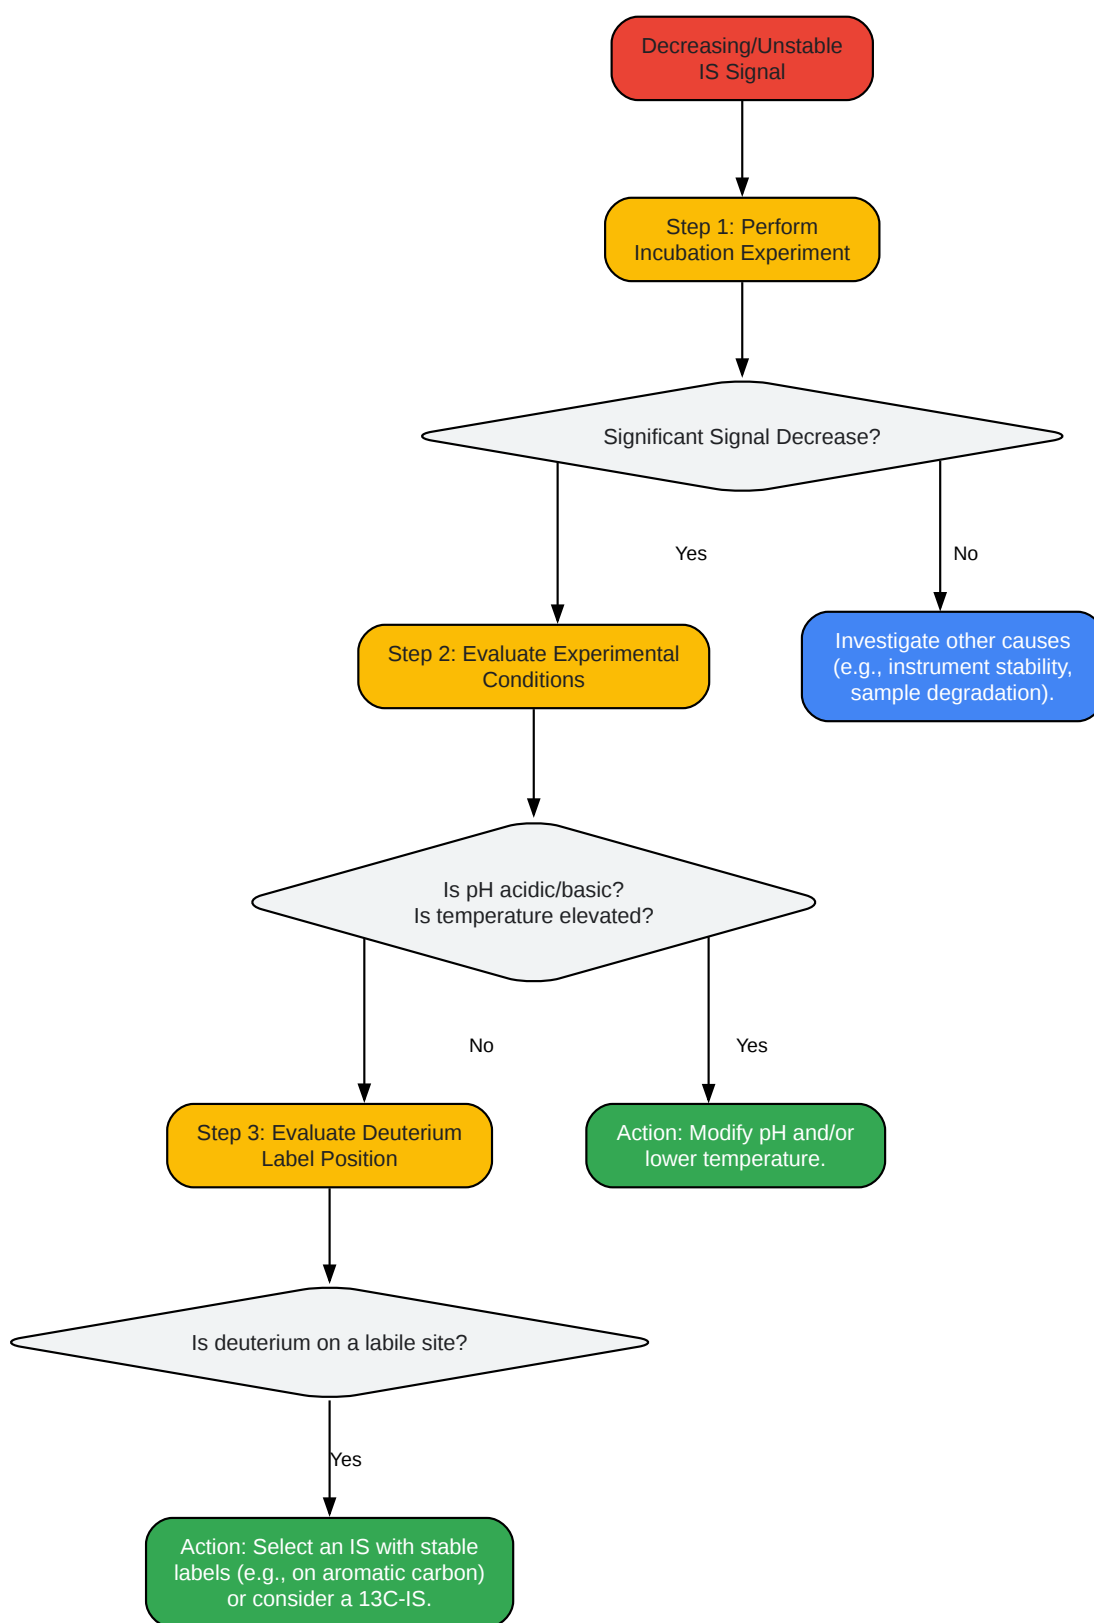 Decreasing/Unstable
IS Signal
Step 1: Perform
Incubation Experiment
Significant Signal Decrease?
Yes
No
Step 2: Evaluate Experimental
Conditions
Investigate other causes
(e.g., instrument stability,
sample degradation).
Is pH acidic/basic?
Is temperature elevated?
No
Yes
Step 3: Evaluate Deuterium
Label Position
Action: Modify pH and/or
lower temperature.
Is deuterium on a labile site?
Yes
Action: Select an IS with stable
labels (e.g., on aromatic carbon)
or consider a 13C-IS.